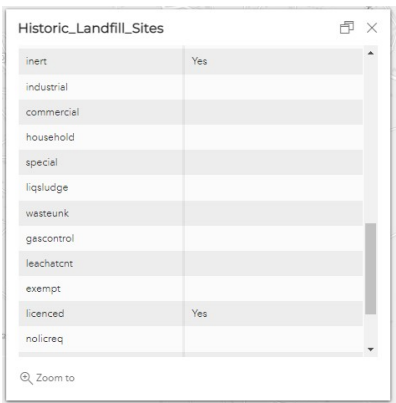 Historic_Landfill_Sites
inert Yes
industrial
commercial
household
special
liqsludge
wasteunk
gascontrol
leachatcnt
exempt
licenced Yes
nolicreq
Zoom to